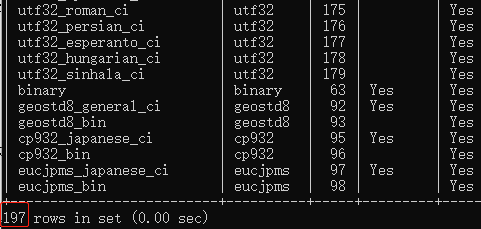 utf32_roman_ci | utf32 | 175 | | Yes
utf32_persian_ci | utf32 | 176 | | Yes
utf32_esperanto_ci | utf32 | 177 | | Yes
utf32_hungarian_ci | utf32 | 178 | | Yes
utf32_sinhala_ci | utf32 | 179 | | Yes
binary | binary | 63 | Yes | Yes
geostd8_general_ci | geostd8 | 92 | Yes | Yes
geostd8_bin | geostd8 | 93 | | Yes
cp932_japanese_ci | cp932 | 95 | Yes | Yes
cp932_bin | cp932 | 96 | | Yes
eucjpms_japanese_ci | eucjpms | 97 | Yes | Yes
eucjpms_bin | eucjpms | 98 | | Yes
197 rows in set (0.00 sec)